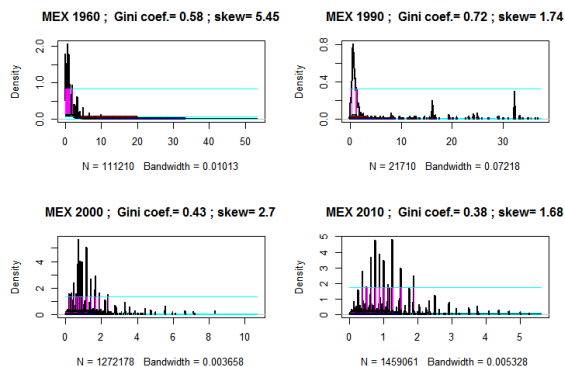 MEX 1960 ; Gini coef.= 0.58 ; skew= 5.45
Density
0.0 1.0 2.0
0 10 20 30 40 50
N = 111210 Bandwidth = 0.01013
MEX 1990 ; Gini coef.= 0.72 ; skew= 1.74
Density
0.0 0.4 0.8
0 10 20 30
N = 21710 Bandwidth = 0.07218
MEX 2000 ; Gini coef.= 0.43 ; skew= 2.7
Density
0 2 4
0 2 4 6 8 10
N = 1272178 Bandwidth = 0.003658
MEX 2010 ; Gini coef.= 0.38 ; skew= 1.68
Density
0 1 2 3 4 5
0 1 2 3 4 5
N = 1459061 Bandwidth = 0.005328